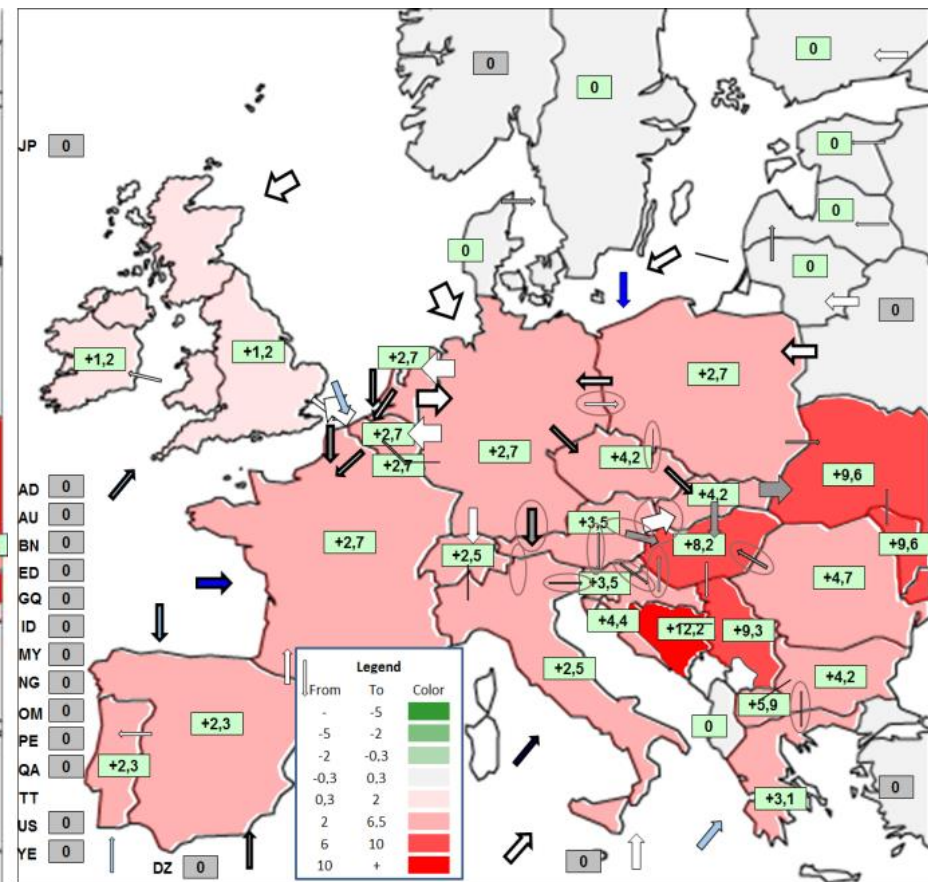 0
0
0
JP 0
0
0
0
0
0
+1,2
+1,2
+2,7
+2,7
+2,7
+2,7
+2,7
+2,7
+4,2
+4,2
+9,6
AD 0
AU 0
BN 0
ED 0
GQ 0
ID 0
MY 0
NG 0
OM 0
PE 0
QA 0
TT
US 0
YE 0
DZ 0
+2,7
+2,5
+3,5
+8,2
+9,6
+3,5
+4,7
+4,4
+12,2
+9,3
+2,5
+4,2
+5,9
0
+2,3
+2,3
+3,1
0
0
Legend
From To Color
- -5
-5 -2
-2 -0,3
-0,3 0,3
0,3 2
2 6,5
6 10
10 +